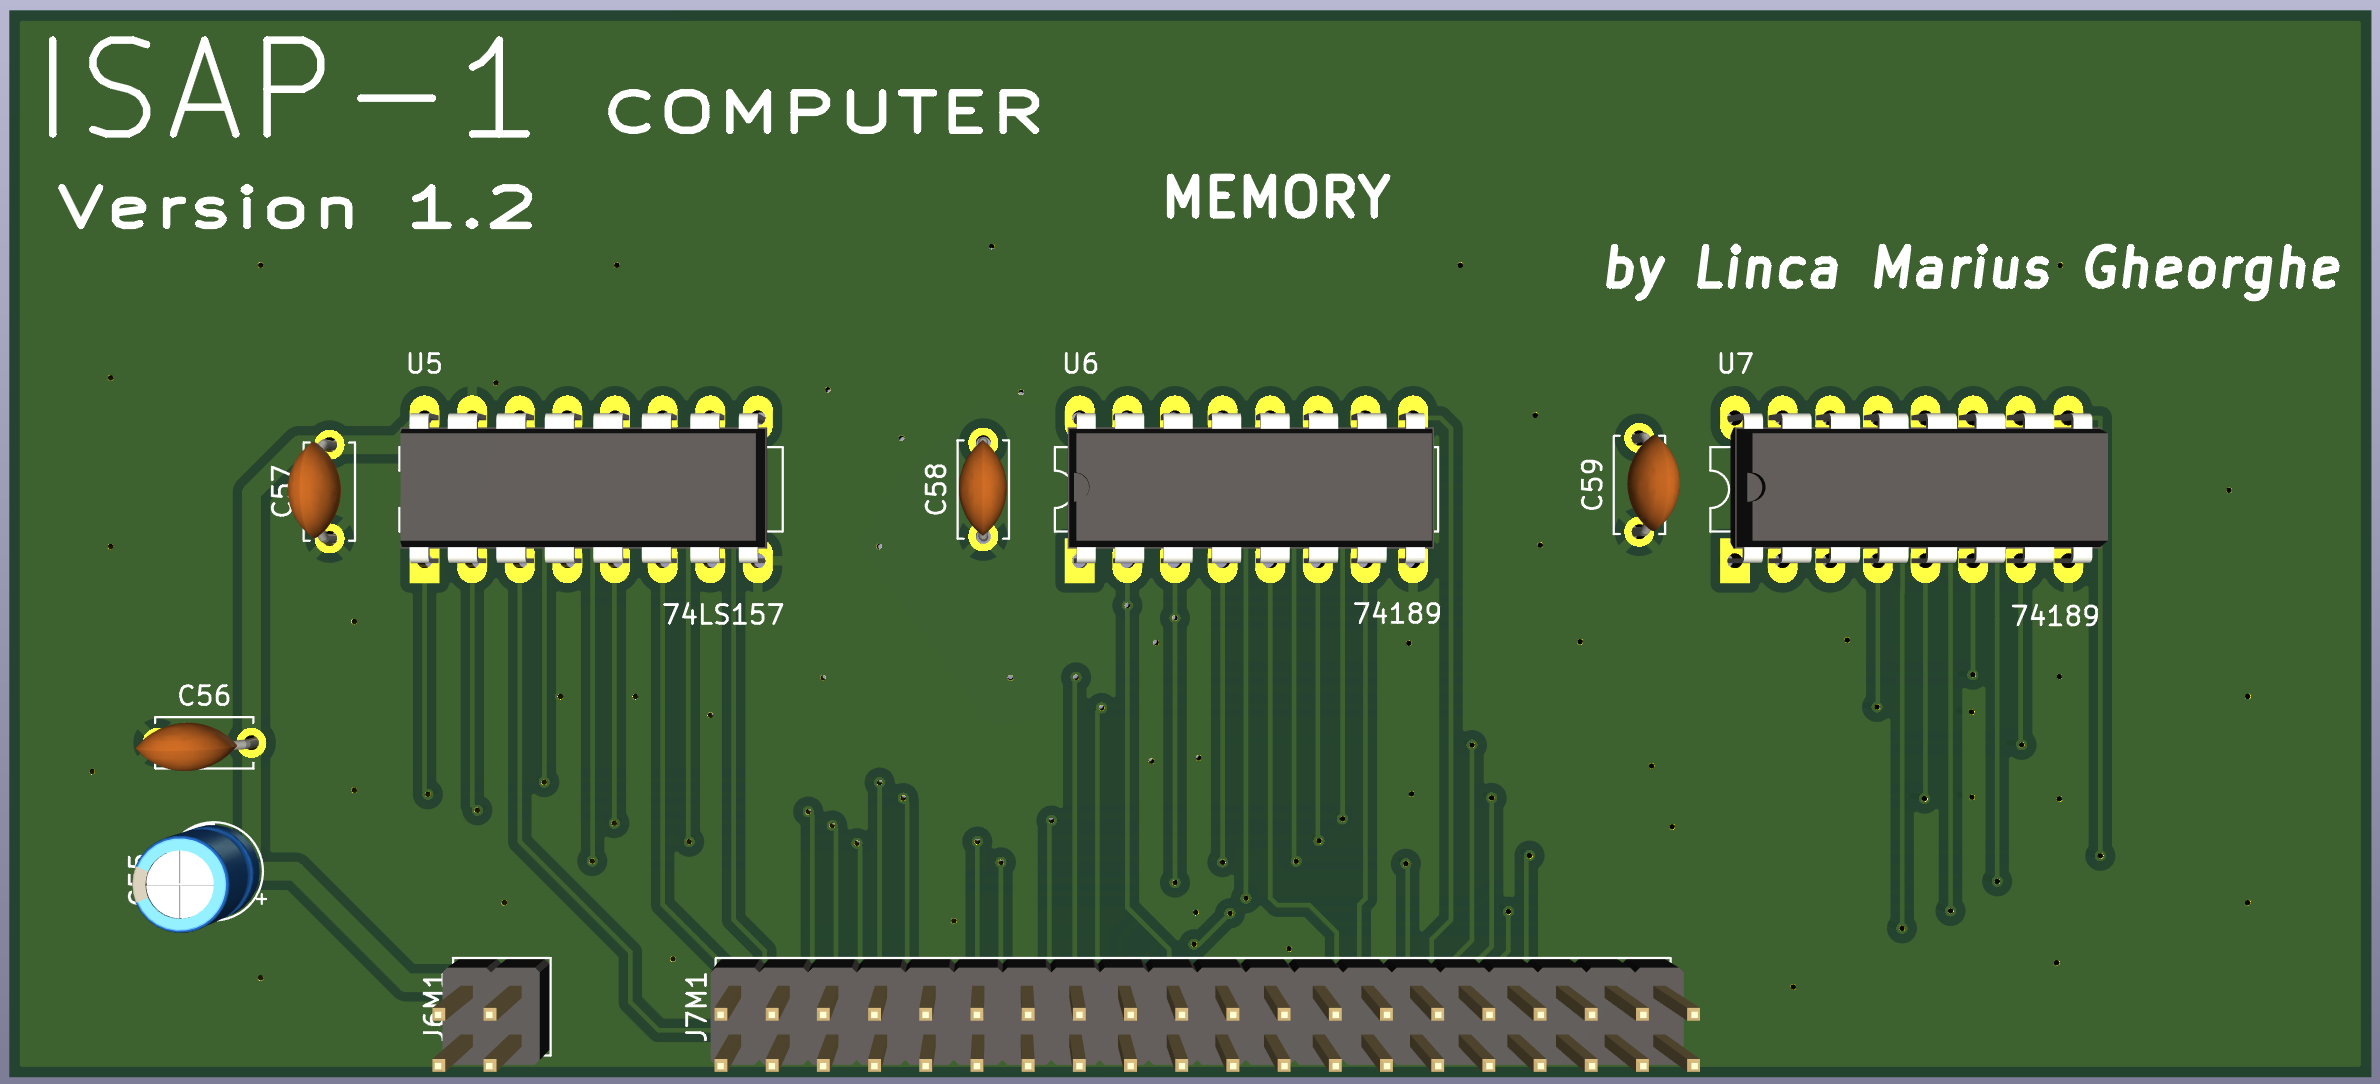 ISAP-1 COMPUTER
Version 1.2
MEMORY
by Linca Marius Gheorghe
U5
U6
U7
C57
C58
C59
74LS157
74189
74189
C56
+
J6M1
J7M1